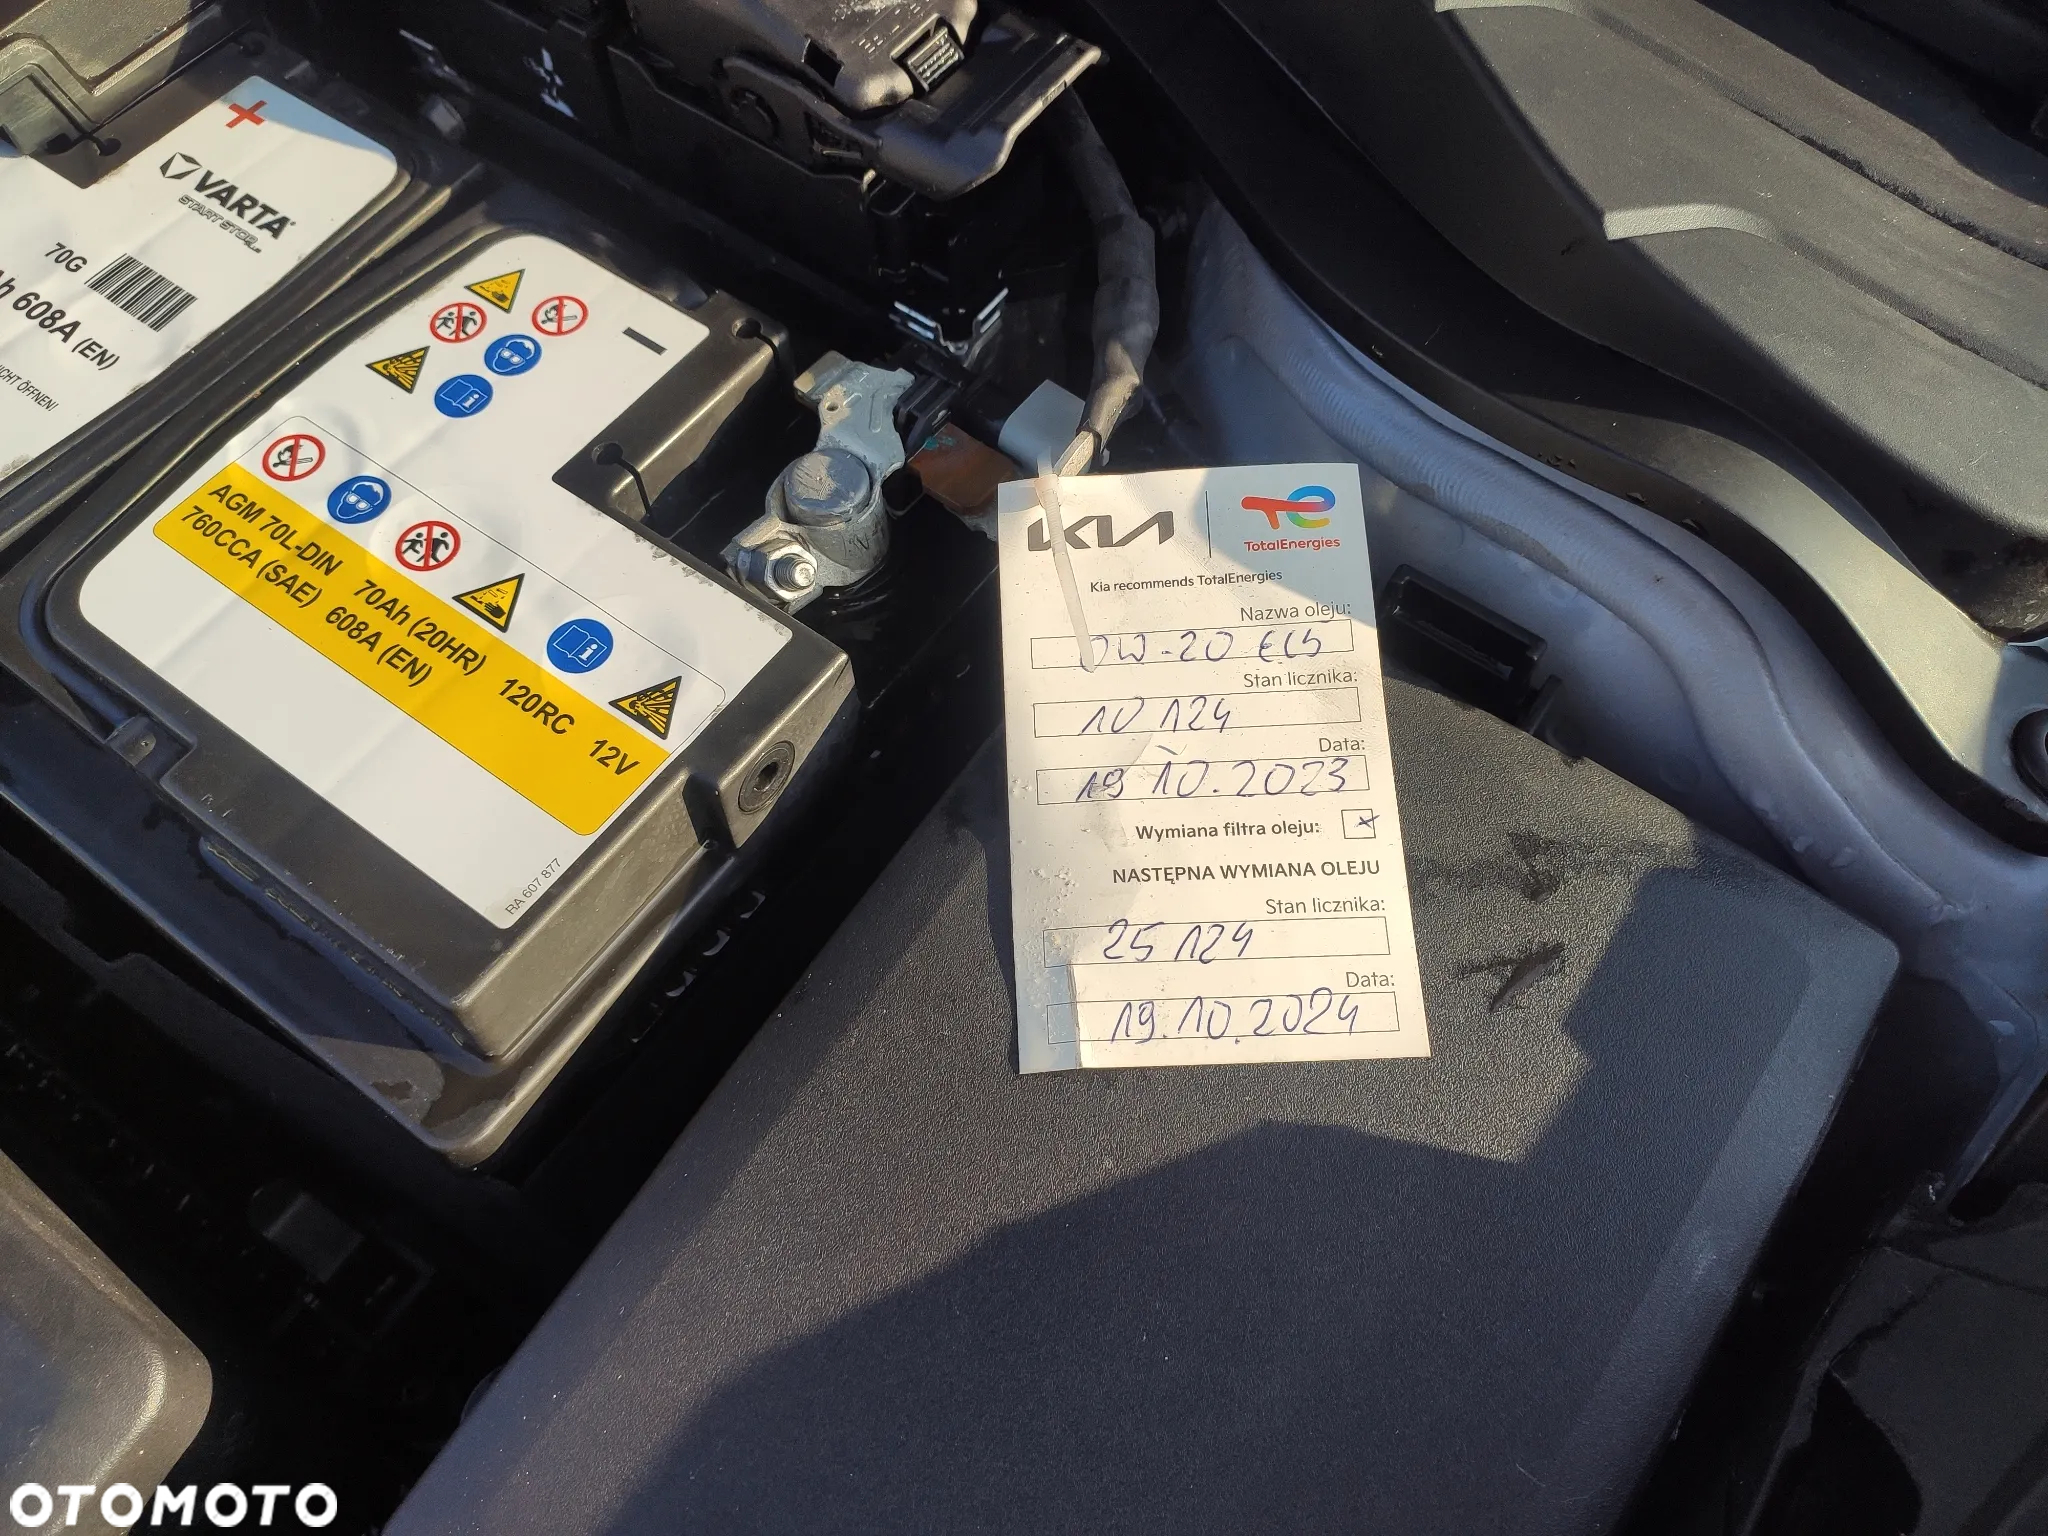 +
VARTA
START STOP
70G
h 608A (EN)
ICHT ÖFFNEN!
AGM 70L-DIN 70Ah (20HR) 120RC 12V
760CCA (SAE) 608A (EN)
RA 607 877
KIA TotalEnergies
Kia recommends TotalEnergies
Nazwa oleju:
0W-20
Stan licznika:
10 124
Data:
19 10.2023
Wymiana filtra oleju: x
NASTĘPNA WYMIANA OLEJU
Stan licznika:
25 124
Data:
19.10.2024
OTOMOTO